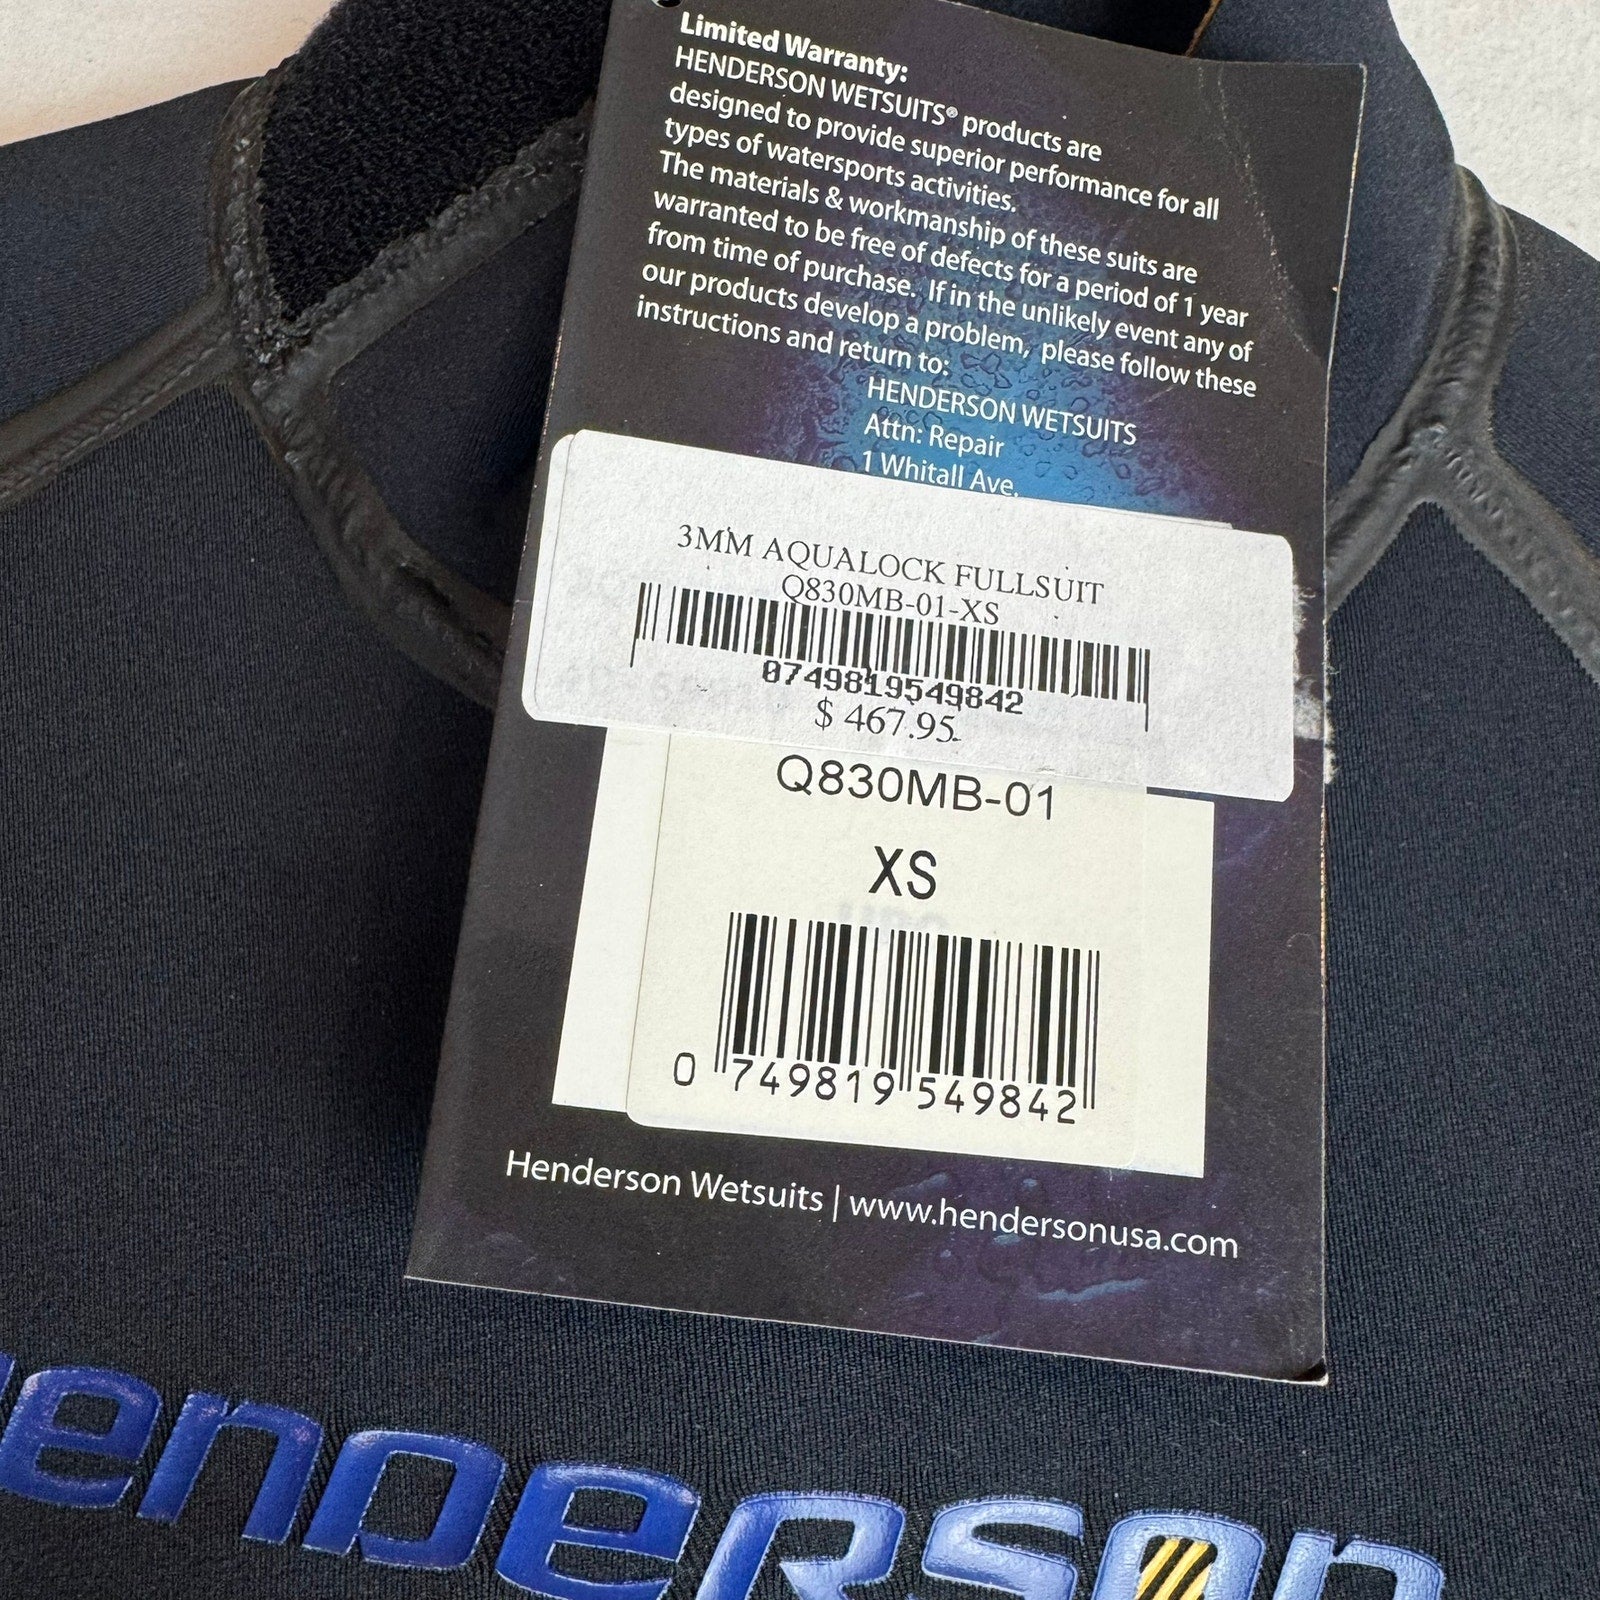 Limited Warranty:
HENDERSON WETSUITS® products are
designed to provide superior performance for all
types of watersports activities.
The materials & workmanship of these suits are
warranted to be free of defects for a period of 1 year
from time of purchase. If in the unlikely event any of
our products develop a problem, please follow these
instructions and return to:
HENDERSON WETSUITS
Attn: Repair
1 Whitall Ave.
3MM AQUALOCK FULLSUIT
Q830MB-01-XS
0749819549842
$ 467.95
Q830MB-01
XS
0 749819 549842
Henderson Wetsuits | www.hendersonusa.com
HENDERSON